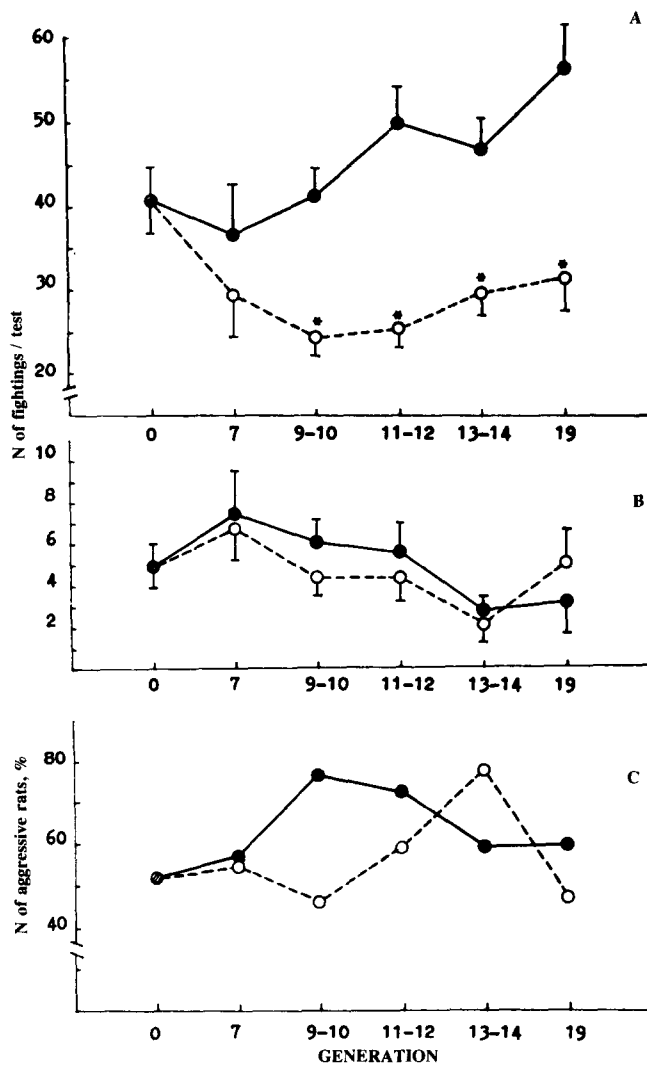 A
60
50
40
30
20
* * * *
0 7 9-10 11-12 13-14 19
N of fightings / test
B
10
8
6
4
2
0 7 9-10 11-12 13-14 19
C
80
60
40
N of aggressive rats, %
0 7 9-10 11-12 13-14 19
GENERATION